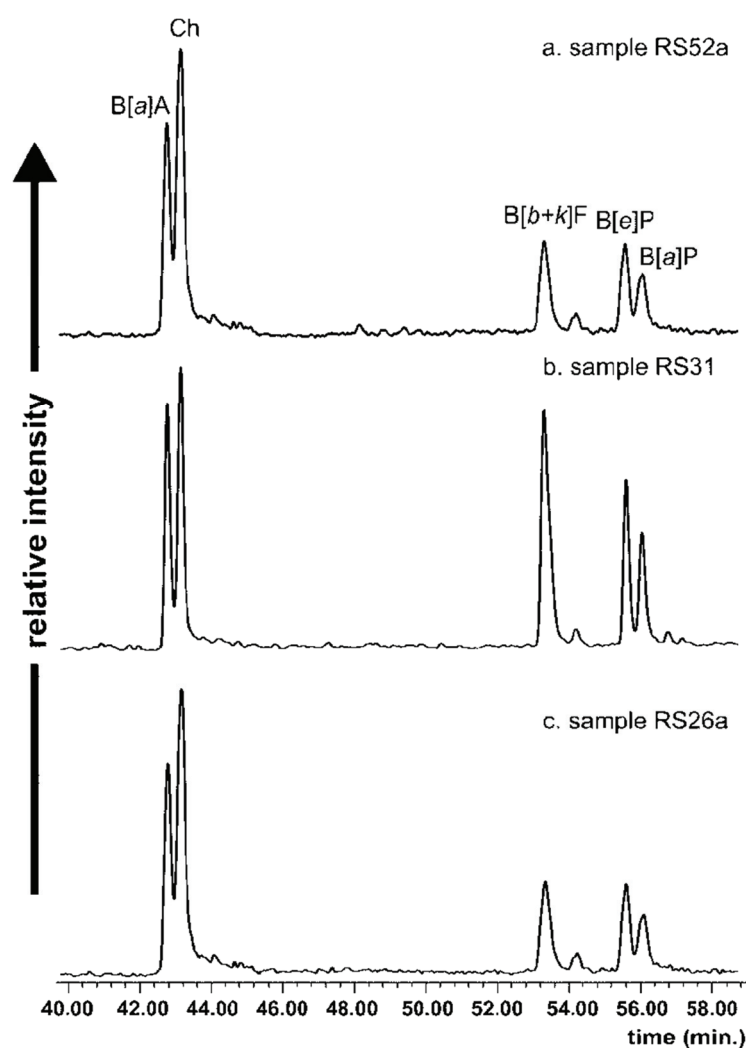 Ch
a. sample RS52a
B[a]A
B[b+k]F
B[e]P
B[a]P
b. sample RS31
relative intensity
c. sample RS26a
40.00 42.00 44.00 46.00 48.00 50.00 52.00 54.00 56.00 58.00
time (min.)